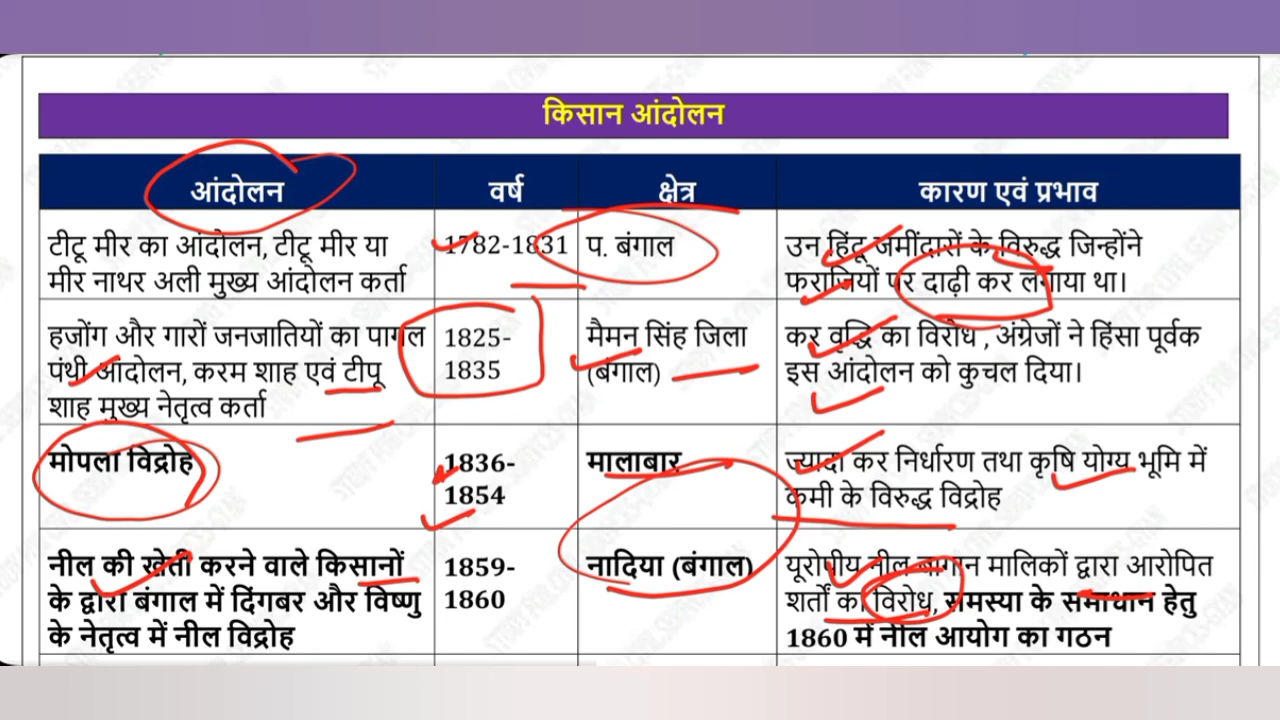 किसान आंदोलन
आंदोलन वर्ष क्षेत्र कारण एवं प्रभाव
टीटू मीर का आंदोलन, टीटू मीर या
मीर नाथर अली मुख्य आंदोलन कर्ता
1782-1831
प. बंगाल
उन हिंदू जमींदारों के विरुद्ध जिन्होंने
फराजियों पर दाढ़ी कर लगाया था।
हजोंग और गारों जनजातियों का पागल
पंथी आंदोलन, करम शाह एवं टीपू
शाह मुख्य नेतृत्व कर्ता
1825-
1835
मैमन सिंह जिला
(बंगाल)
कर वृद्धि का विरोध , अंग्रेजों ने हिंसा पूर्वक
इस आंदोलन को कुचल दिया।
मोपला विद्रोह
1836-
1854
मालाबार
ज्यादा कर निर्धारण तथा कृषि योग्य भूमि में
कमी के विरुद्ध विद्रोह
नील की खेती करने वाले किसानों
के द्वारा बंगाल में दिंगबर और विष्णु
के नेतृत्व में नील विद्रोह
1859-
1860
नादिया (बंगाल)
यूरोपीय नील बागन मालिकों द्वारा आरोपित
शर्तों का विरोध, समस्या के समाधान हेतु
1860 में नील आयोग का गठन